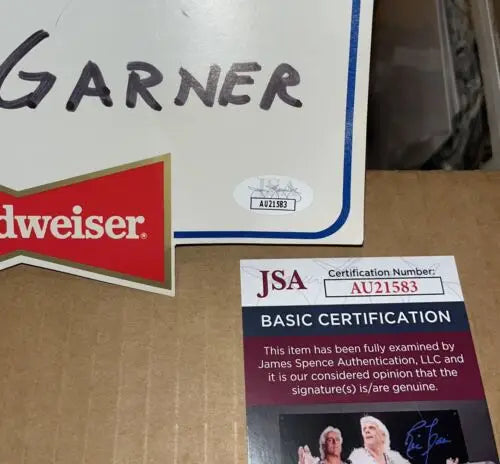 GARNER
JSA
AU21583
dweiser®
JSA
Certification Number:
AU21583
BASIC CERTIFICATION
This item has been fully examined by
James Spence Authentication, LLC and
it is our considered opinion that the
signature(s) is/are genuine.